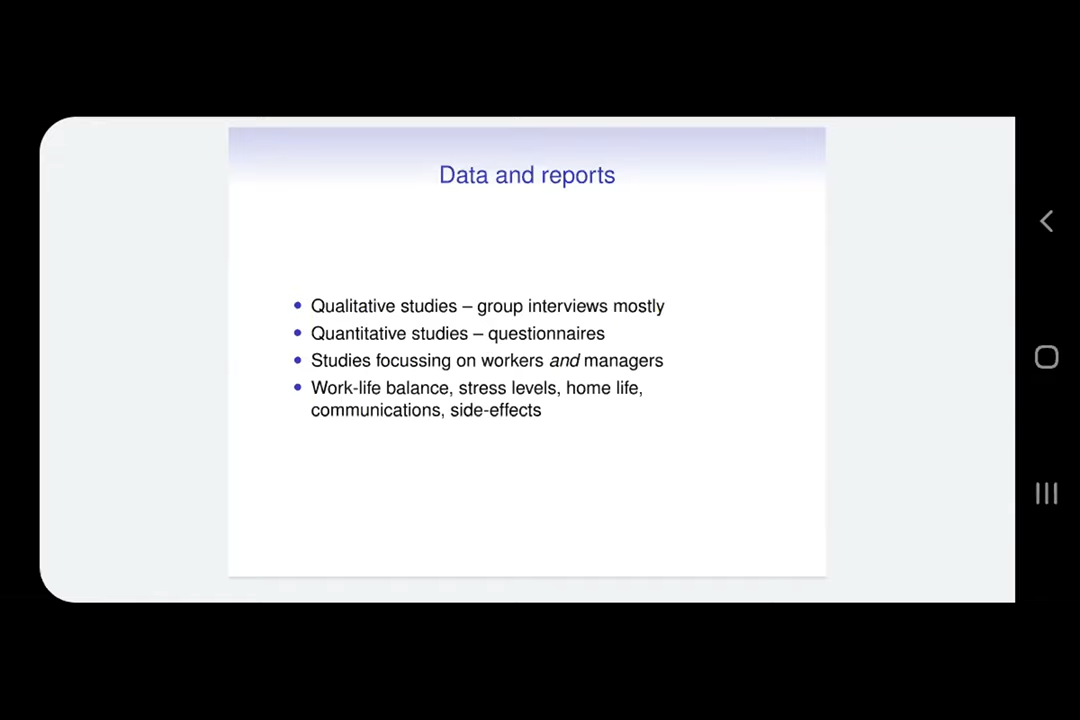 Data and reports
Qualitative studies – group interviews mostly
Quantitative studies – questionnaires
Studies focussing on workers and managers
Work-life balance, stress levels, home life,
communications, side-effects